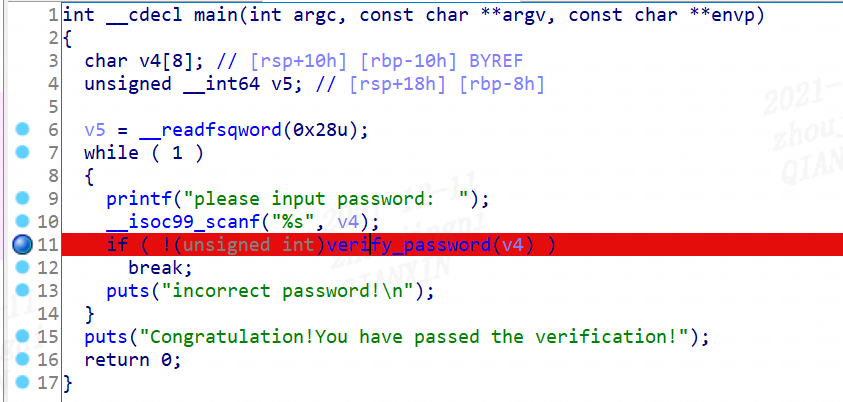 1 int __cdecl main(int argc, const char **argv, const char **envp)
2 {
3 char v4[8]; // [rsp+10h] [rbp-10h] BYREF
4 unsigned __int64 v5; // [rsp+18h] [rbp-8h]
5
6 v5 = __readfsqword(0x28u);
7 while ( 1 )
8 {
9 printf("please input password:  ");
10 __isoc99_scanf("%s", v4);
11 if ( !(unsigned int)verify_password(v4) )
12 break;
13 puts("incorrect password!\n");
14 }
15 puts("Congratulation!You have passed the verification!");
16 return 0;
17 }